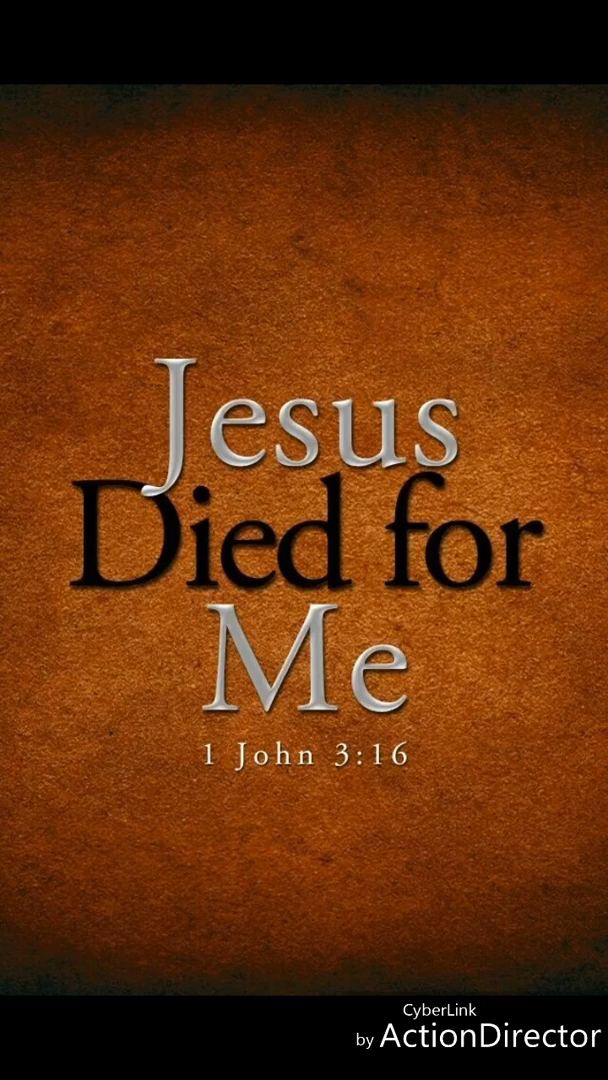 Jesus
Died for
Me
1 John 3:16
CyberLink
by ActionDirector